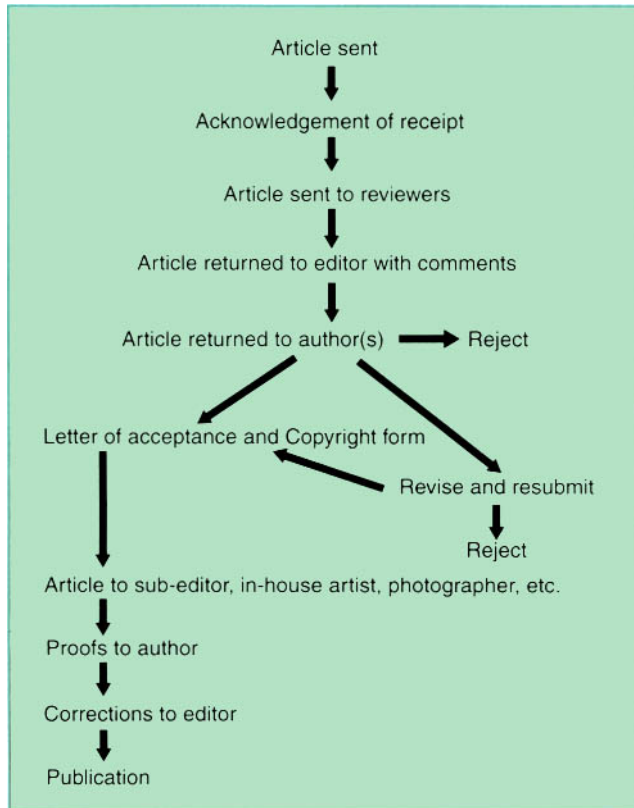 Article sent
Acknowledgement of receipt
Article sent to reviewers
Article returned to editor with comments
Article returned to author(s)
Reject
Letter of acceptance and Copyright form
Revise and resubmit
Reject
Article to sub-editor, in-house artist, photographer, etc.
Proofs to author
Corrections to editor
Publication